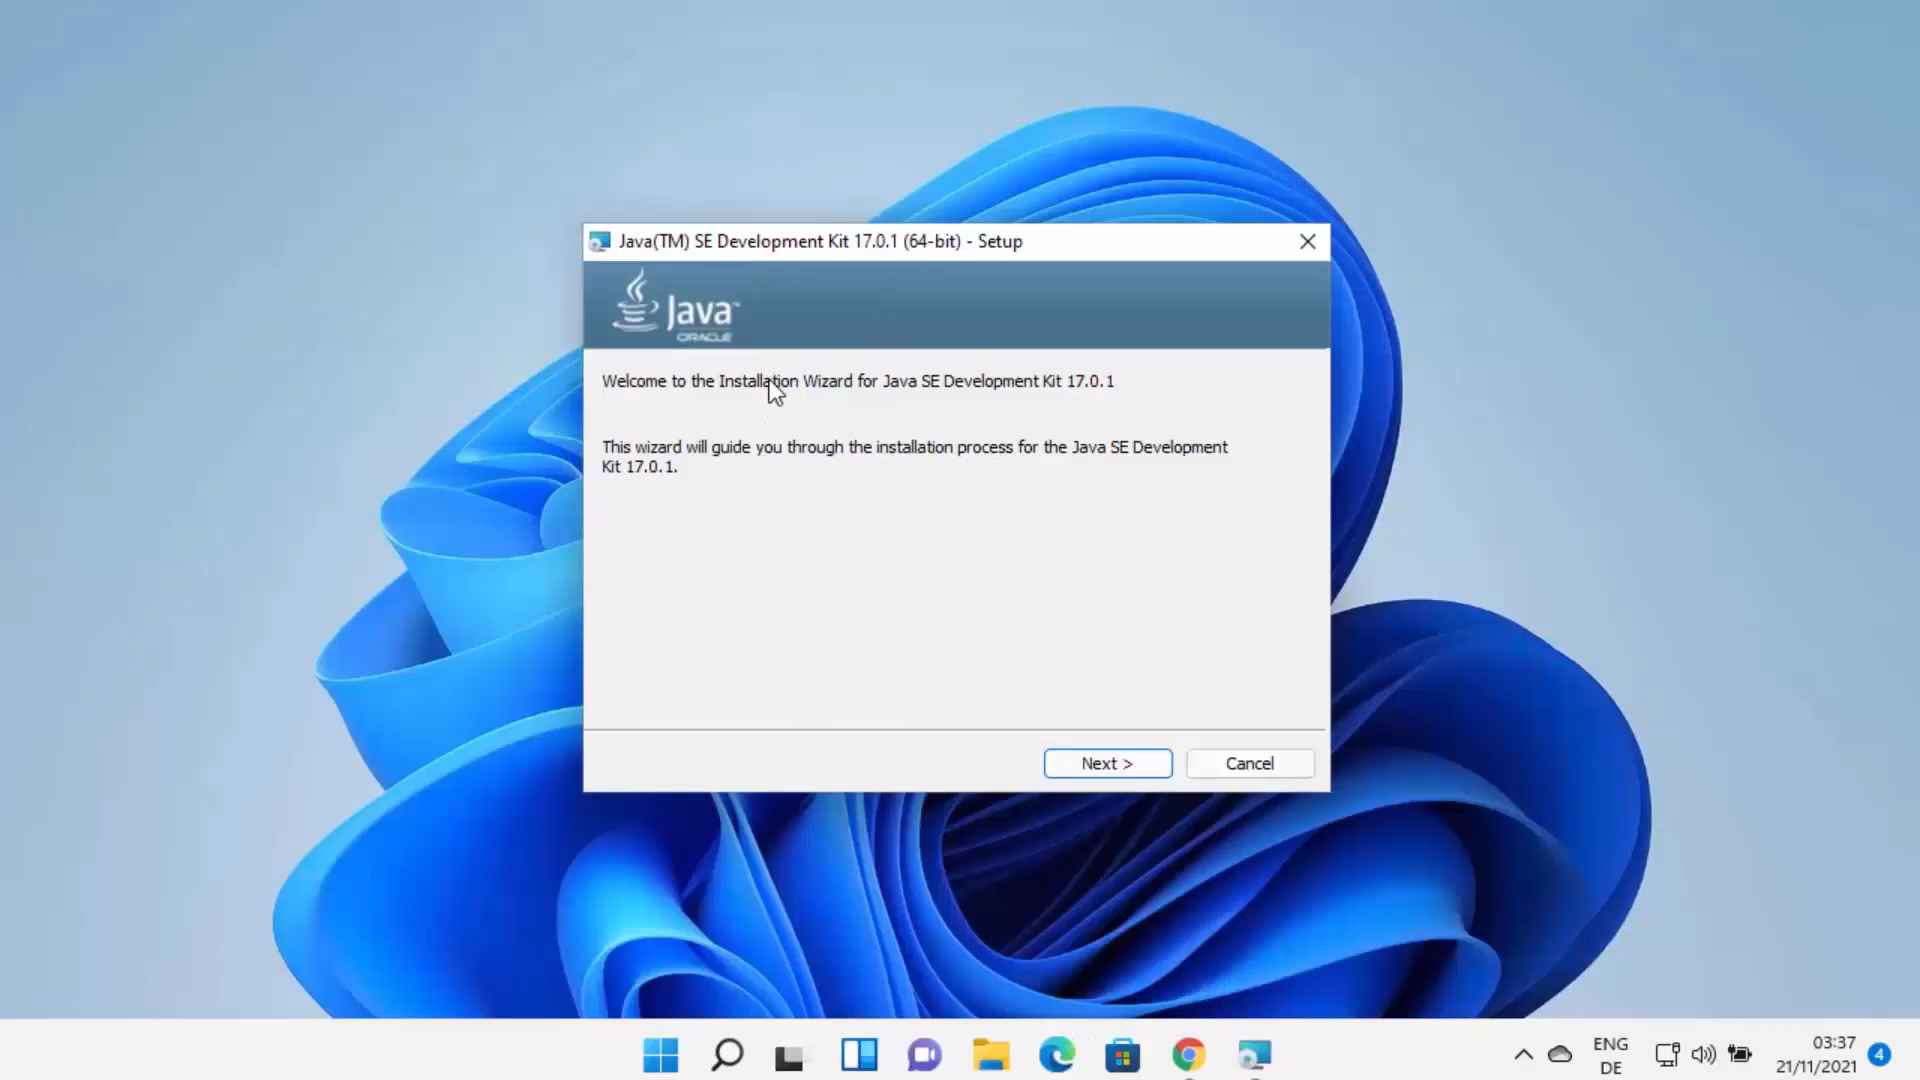 Java(TM) SE Development Kit 17.0.1 (64-bit) - Setup
Java™
ORACLE
Welcome to the Installation Wizard for Java SE Development Kit 17.0.1
This wizard will guide you through the installation process for the Java SE Development
Kit 17.0.1.
Next >
Cancel
ENG
DE
03:37
21/11/2021
4